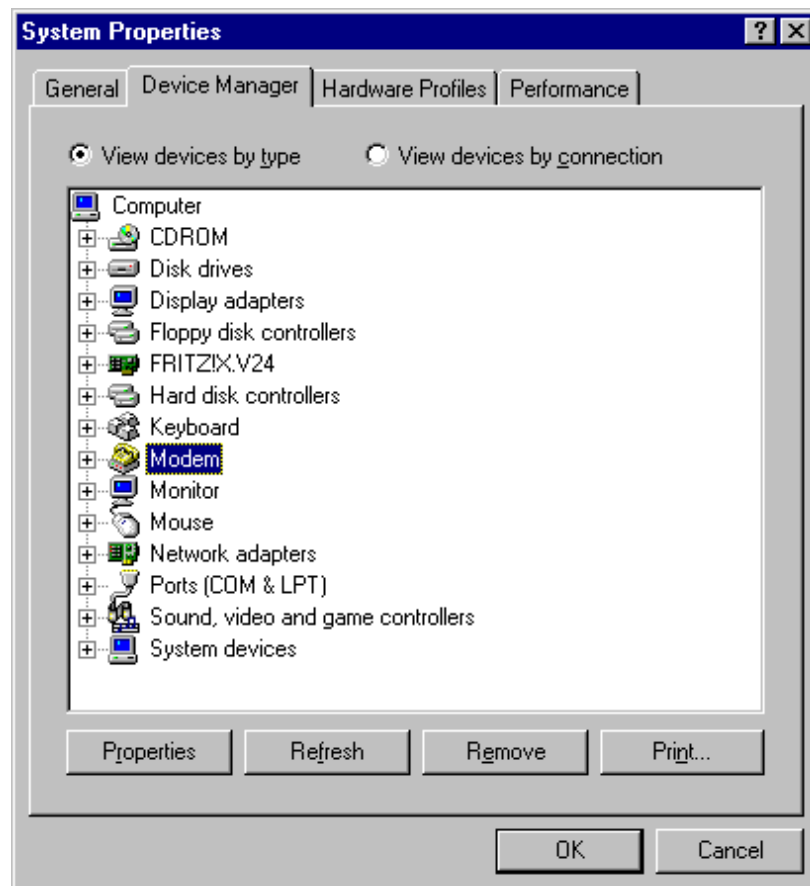 System Properties
General Device Manager Hardware Profiles Performance
View devices by type View devices by connection
Computer
CDROM
Disk drives
Display adapters
Floppy disk controllers
FRITZ!X.V24
Hard disk controllers
Keyboard
Modem
Monitor
Mouse
Network adapters
Ports (COM & LPT)
Sound, video and game controllers
System devices
Properties Refresh Remove Print...
OK Cancel